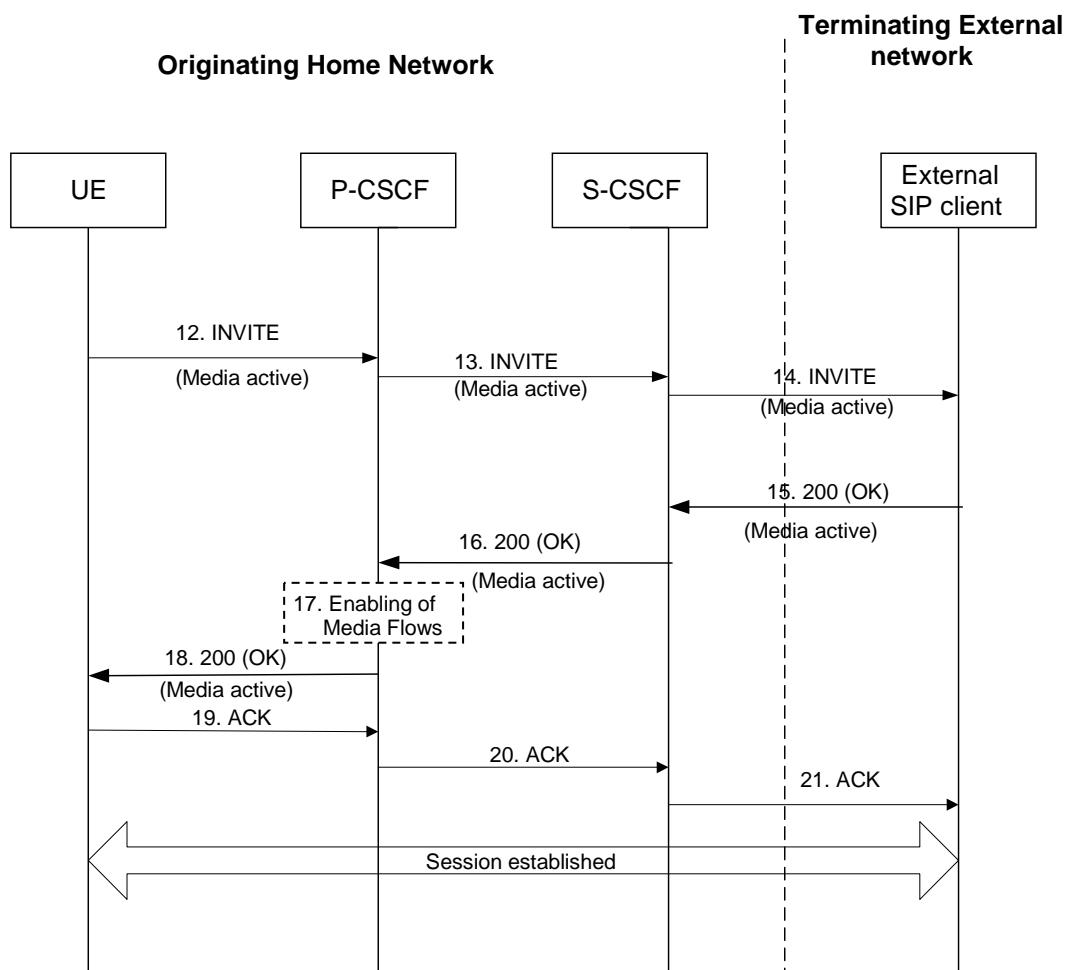 Terminating External
network
Originating Home Network
UE
P-CSCF
S-CSCF
External
SIP client
12. INVITE
(Media active)
13. INVITE
(Media active)
14. INVITE
(Media active)
15. 200 (OK)
(Media active)
16. 200 (OK)
(Media active)
17. Enabling of
Media Flows
18. 200 (OK)
(Media active)
19. ACK
20. ACK
21. ACK
Session established